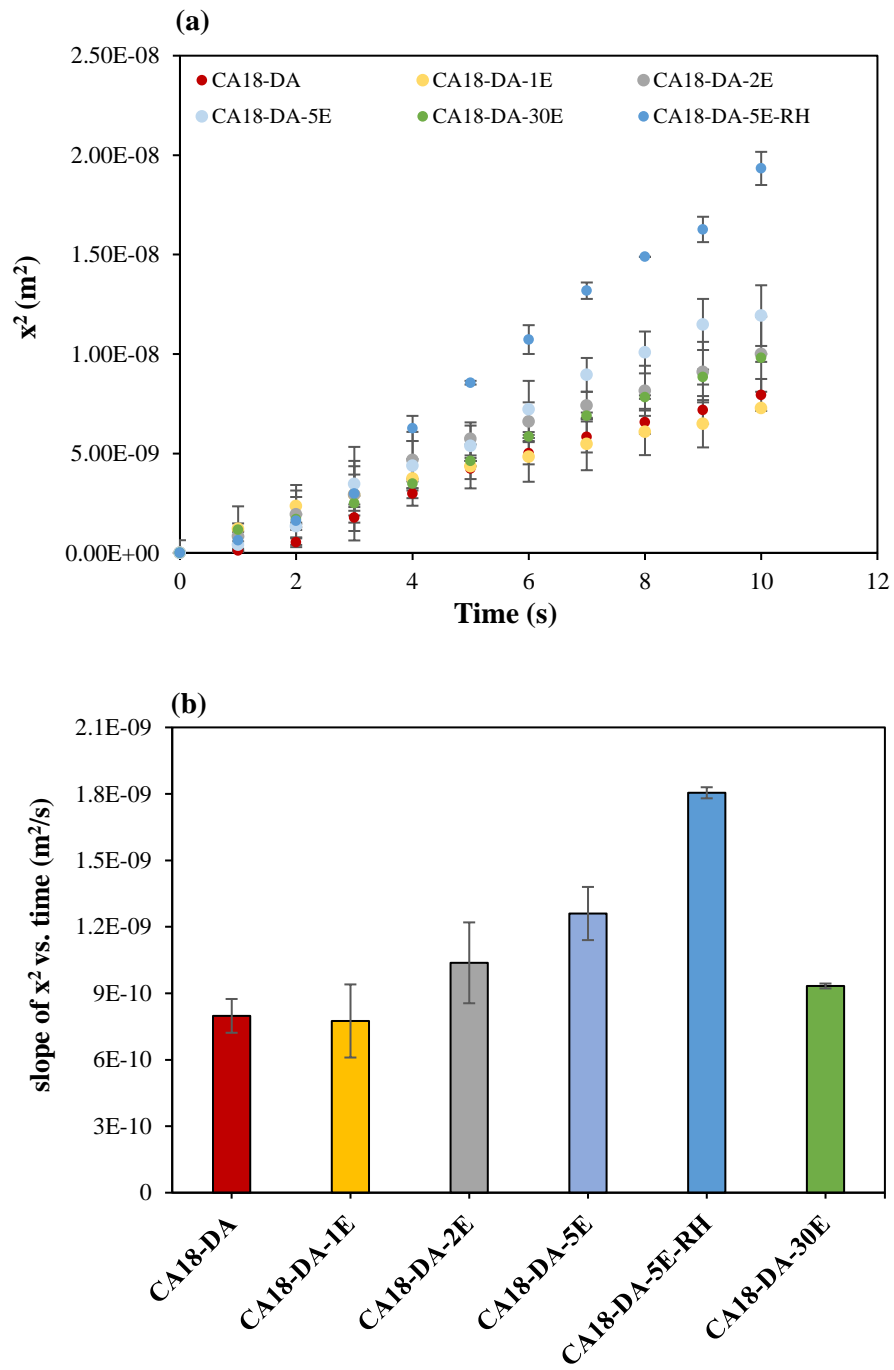 (a)
2.50E-08
2.00E-08
1.50E-08
1.00E-08
5.00E-09
0.00E+00
x² (m²)
CA18-DA CA18-DA-1E CA18-DA-2E
CA18-DA-5E CA18-DA-30E CA18-DA-5E-RH
0 2 4 6 8 10 12
Time (s)
(b)
2.1E-09
1.8E-09
1.5E-09
1.2E-09
9E-10
6E-10
3E-10
0
slope of x² vs. time (m²/s)
CA18-DA
CA18-DA-1E
CA18-DA-2E
CA18-DA-5E
CA18-DA-5E-RH
CA18-DA-30E